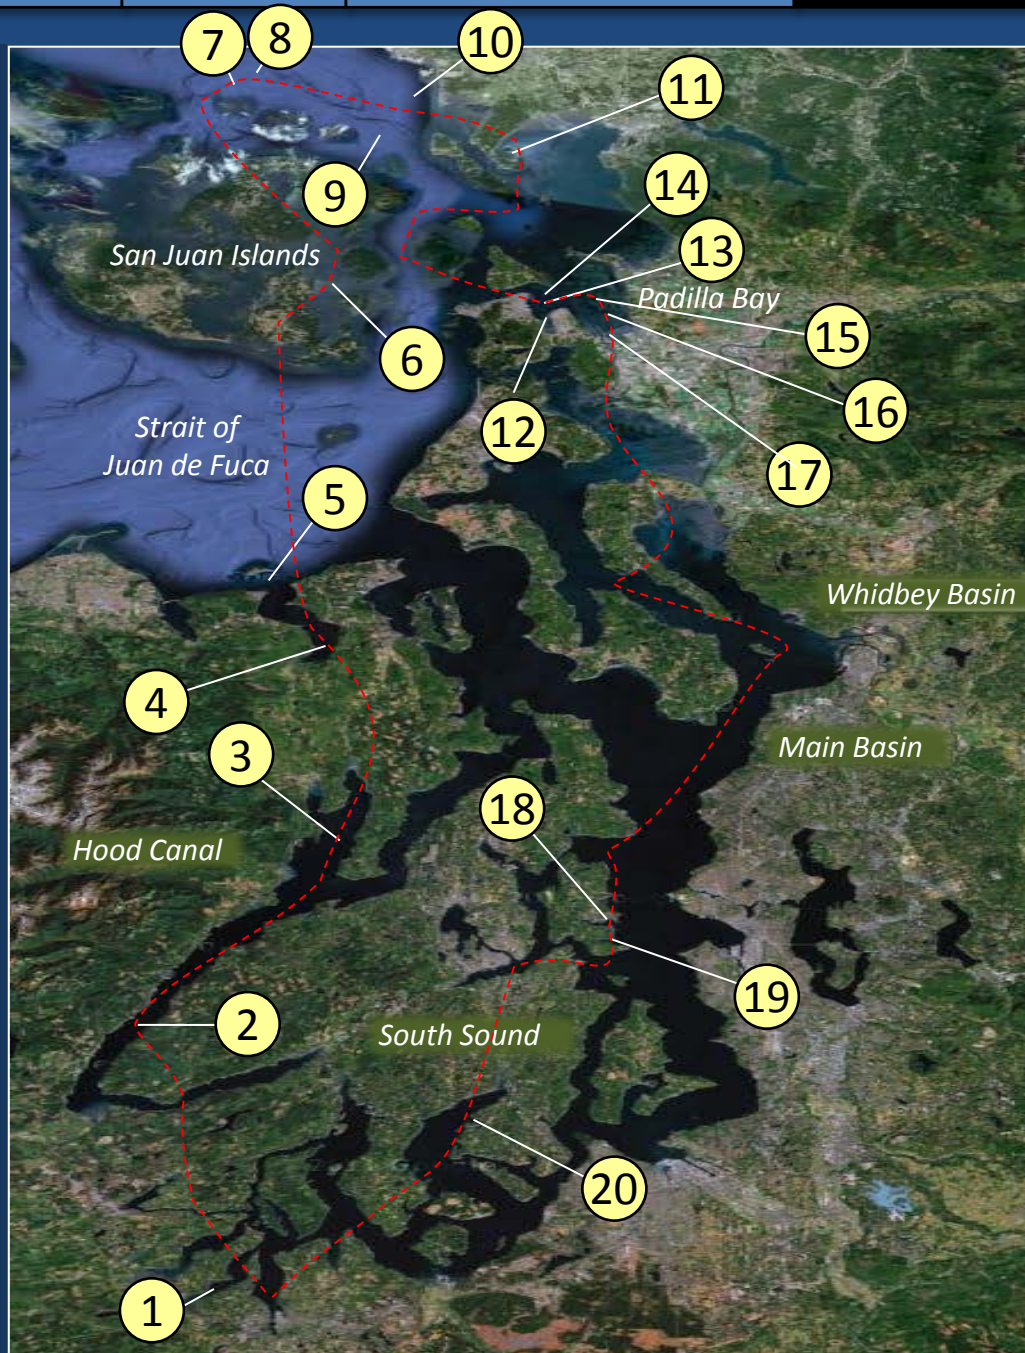 7
8
10
11
9
14
13
San Juan Islands
Padilla Bay
6
15
16
12
Strait of
Juan de Fuca
17
5
Whidbey Basin
4
3
Main Basin
18
Hood Canal
19
2
South Sound
20
1